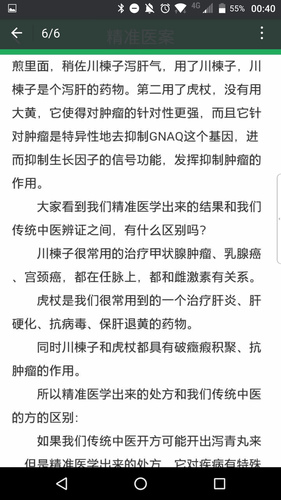 4G 55% 00:40
6/6 精准医案
煎里面，稍佐川楝子泻肝气，用了川楝子，川
楝子是个泻肝的药物。第二用了虎杖，没有用
大黄，它使得对肿瘤的针对性更强，而且它针
对肿瘤是特异性地去抑制GNAQ这个基因，进
而抑制生长因子的信号功能，发挥抑制肿瘤的
作用。
大家看到我们精准医学出来的结果和我们
传统中医辨证之间，有什么区别吗？
川楝子很常用的治疗甲状腺肿瘤、乳腺癌
、宫颈癌，都在任脉上，都和雌激素有关系。
虎杖是我们很常用到的一个治疗肝炎、肝
硬化、抗病毒、保肝退黄的药物。
同时川楝子和虎杖都具有破癥瘕积聚、抗
肿瘤的作用。
所以精准医学出来的处方和我们传统中医
的方的区别：
如果我们传统中医开方可能开出泻青丸来
，但是精准医学出来的处方，它对疾病有特殊